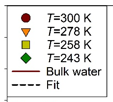 T=300 K
T=278 K
T=258 K
T=243 K
Bulk water
Fit